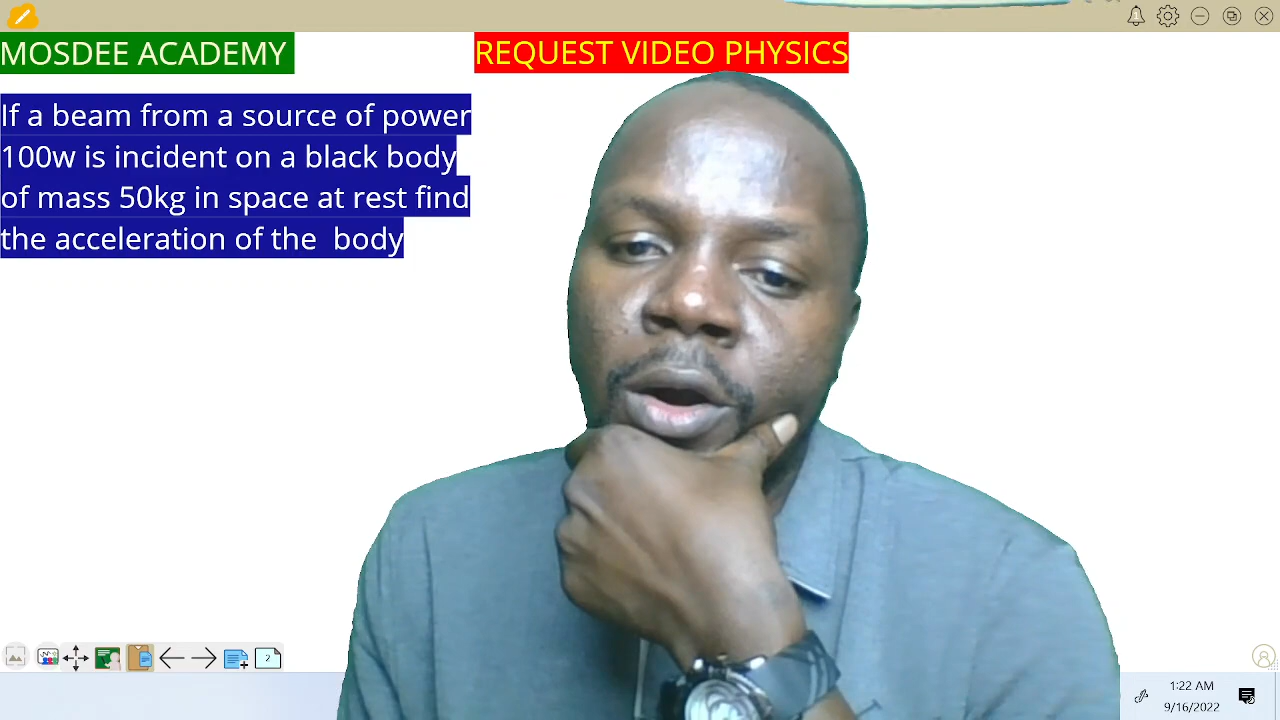 MOSDEE ACADEMY
REQUEST VIDEO PHYSICS
If a beam from a source of power
100w is incident on a black body
of mass 50kg in space at rest find
the acceleration of the body
2
1:22 AM
9/16/2022